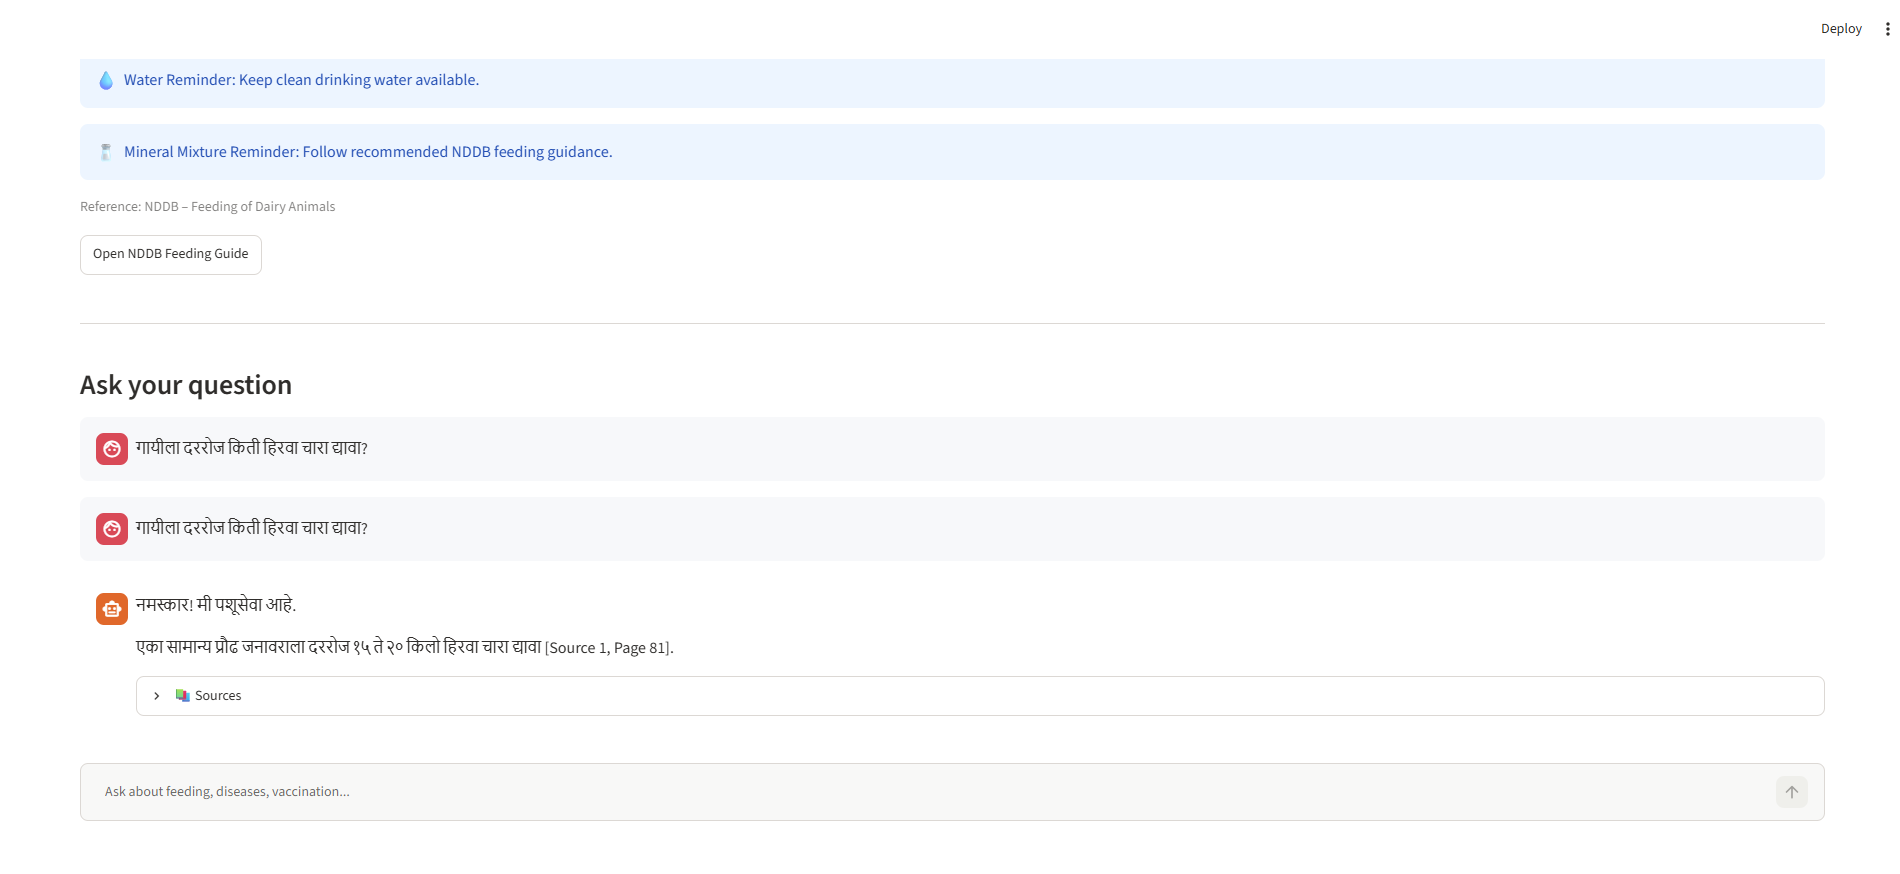 Deploy
Water Reminder: Keep clean drinking water available.
Mineral Mixture Reminder: Follow recommended NDDB feeding guidance.
Reference: NDDB – Feeding of Dairy Animals
Open NDDB Feeding Guide
Ask your question
गायीला दररोज किती हिरवा चारा द्यावा?
गायीला दररोज किती हिरवा चारा द्यावा?
नमस्कार! मी पशूसेवा आहे.
एका सामान्य प्रौढ जनावराला दररोज १५ ते २० किलो हिरवा चारा द्यावा [Source 1, Page 81].
Sources
Ask about feeding, diseases, vaccination...